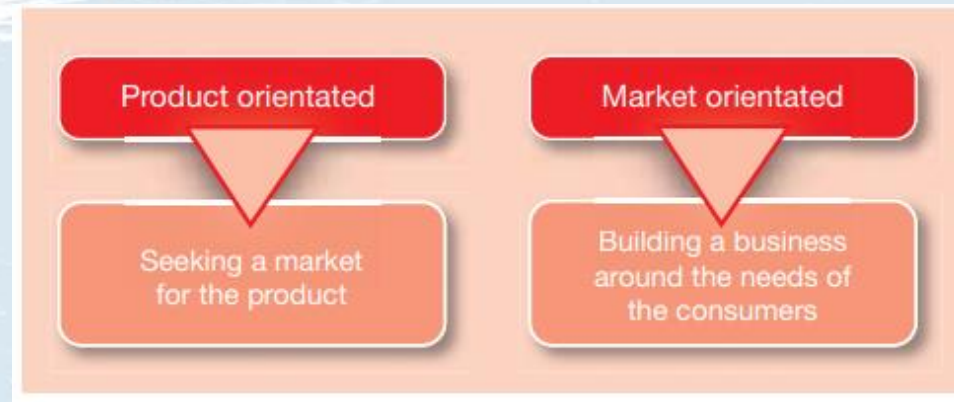 Product orientated
Seeking a market
for the product
Market orientated
Building a business
around the needs of
the consumers